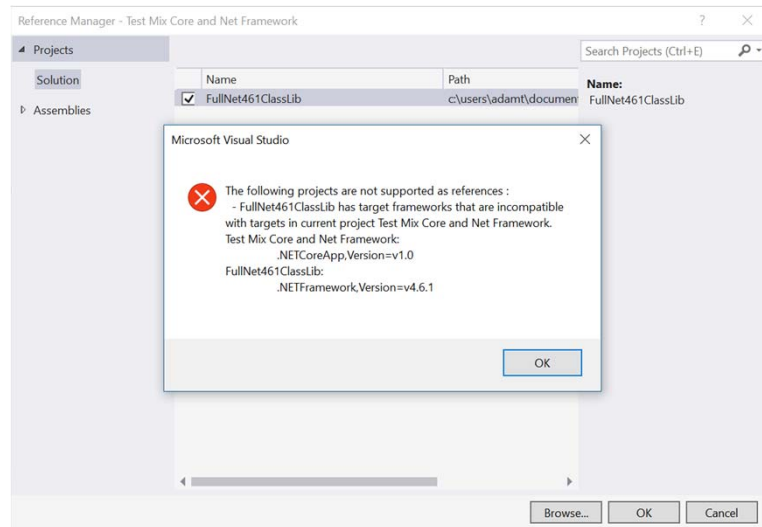 Reference Manager - Test Mix Core and Net Framework
Projects
Search Projects (Ctrl+E)
Solution
Name Path
Name:
FullNet461ClassLib c:\users\adamt\documen
FullNet461ClassLib
Assemblies
Microsoft Visual Studio
The following projects are not supported as references :
- FullNet461ClassLib has target frameworks that are incompatible
with targets in current project Test Mix Core and Net Framework.
Test Mix Core and Net Framework:
.NETCoreApp,Version=v1.0
FullNet461ClassLib:
.NETFramework,Version=v4.6.1
OK
Browse... OK Cancel